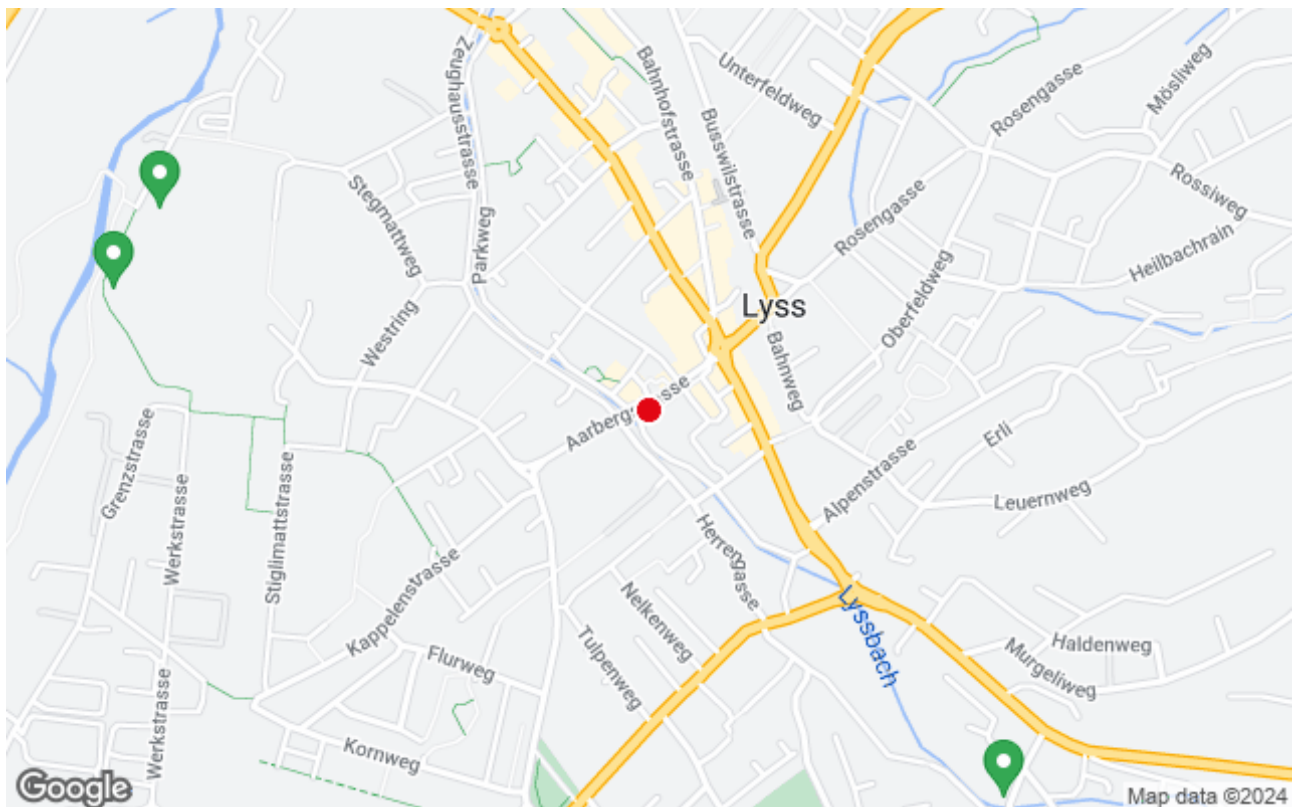 Zeughausstrasse
Bahnhofstrasse
Unterfeldweg
Busswilstrasse
Rosengasse
Mösliweg
Stegmattweg
Parkweg
Rosengasse
Rossiweg
Heilbachrain
Westring
Lyss
Oberfeldweg
Bahnweg
Grenzstrasse
Werkstrasse
Stiglimattstrasse
Erli
Alpenstrasse
Leuernweg
Herrengasse
Kappelenstrasse
Nelkenweg
Lyssbach
Haldenweg
Murgeliweg
Flurweg
Tulpenweg
Werkstrasse
Kornweg
Google
Map data ©2024